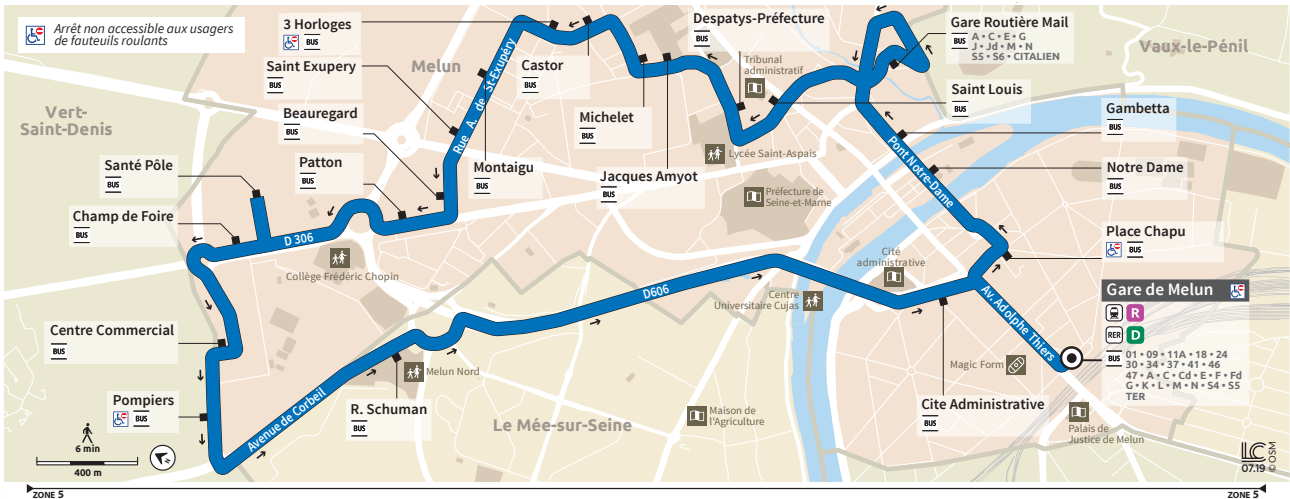 Arrêt non accessible aux usagers
de fauteuils roulants
3 Horloges
BUS
Saint Exupery
BUS
Beauregard
BUS
Patton
BUS
Santé Pôle
BUS
Champ de Foire
BUS
Centre Commercial
BUS
Pompiers
BUS
6 min
400 m
Vert-
Saint-Denis
Melun
Rue A. de St-Exupéry
Castor
BUS
Montaigu
BUS
Michelet
BUS
Jacques Amyot
BUS
Despatys-Préfecture
BUS
Tribunal
administratif
Lycée Saint-Aspais
Préfecture de
Seine-et-Marne
Gare Routière Mail
BUS
A • C • E • G
J • Jd • M • N
S5 • S6 • CITALIEN
Vaux-le-Pénil
Saint Louis
BUS
Gambetta
BUS
Pont Notre-Dame
Notre Dame
BUS
Place Chapu
BUS
Gare de Melun
R
RER D
BUS
01 • 09 • 11A • 18 • 24
30 • 34 • 37 • 41 • 46
47 • A • C • Cd • E • F • Fd
G • K • L • M • N • S4 • S5
TER
D 306
Collège Frédéric Chopin
D606
Cité
administrative
Centre
Universitaire Cujas
Av. Adolphe Thiers
Magic Form
Cite Administrative
BUS
Palais de
Justice de Melun
Avenue de Corbeil
Melun Nord
R. Schuman
BUS
Le Mée-sur-Seine
Maison de
l'Agriculture
LC
07.19
© OSM
ZONE 5
ZONE 5